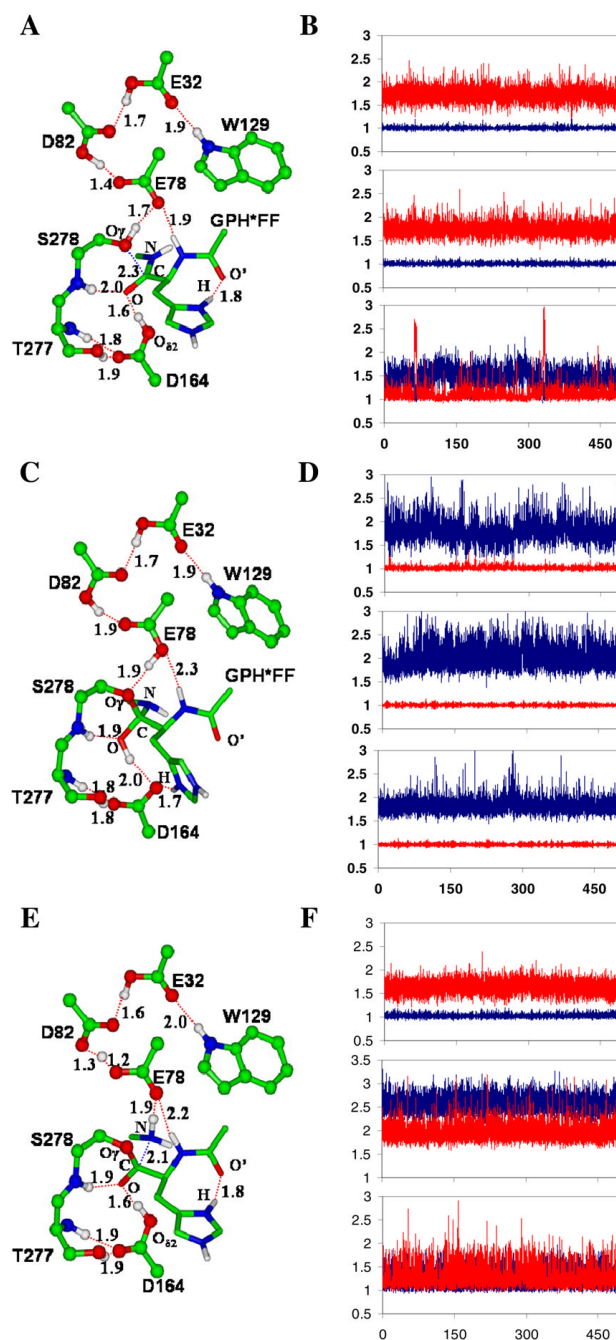 A
E32
1.7
1.9
W129
D82
1.4
E78
1.7
1.9
GPH*FF
S278
Oγ
N
2.3
C
O'
2.0
O
H
1.8
1.6
1.8
Oδ2
T277
1.9
D164
B
3
2.5
2
1.5
1
0.5
3
2.5
2
1.5
1
0.5
3
2.5
2
1.5
1
0.5
0
150
300
450
C
E32
1.7
1.9
W129
D82
1.9
E78
1.9
2.3
GPH*FF
S278
Oγ
N
1.9
C
O
O'
2.0
H
1.8
1.7
T277
1.8
D164
D
3
2.5
2
1.5
1
0.5
3
2.5
2
1.5
1
0.5
3
2.5
2
1.5
1
0.5
0
150
300
450
E
E32
1.6
2.0
W129
D82
1.3
1.2
E78
1.9
2.2
S278
N
Oγ
C
2.1
O'
1.9
O
H
1.6
1.8
1.9
Oδ2
T277
1.9
D164
F
3
2.5
2
1.5
1
0.5
3.5
3
2.5
2
1.5
1
3
2.5
2
1.5
1
0.5
0
150
300
450